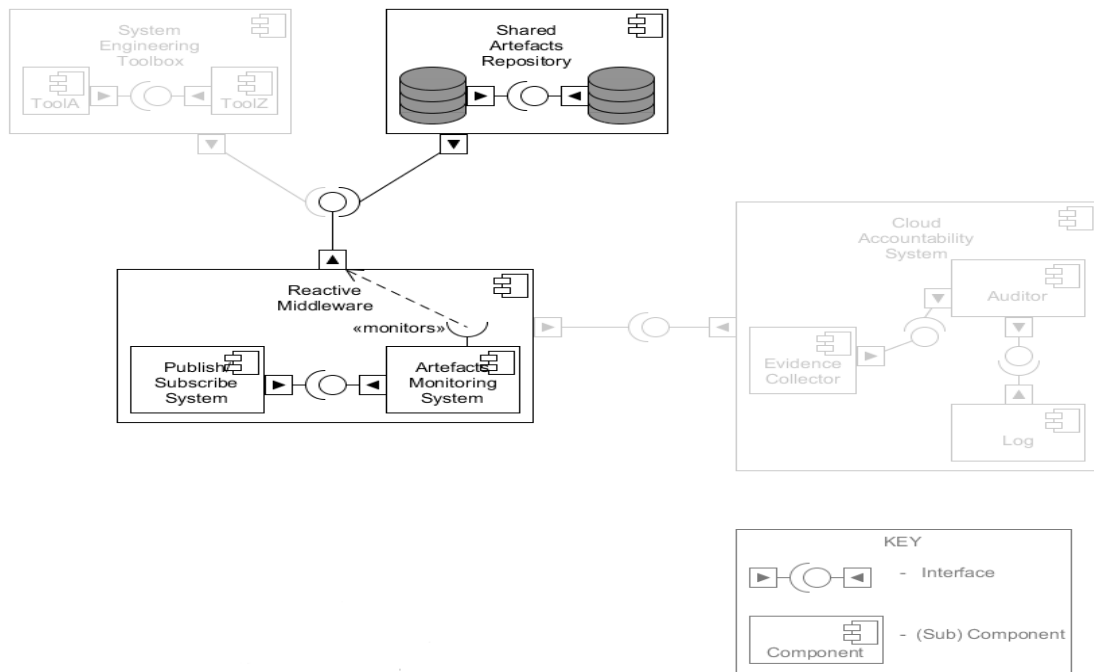 System
Engineering
Toolbox
ToolA
ToolZ
Shared
Artefacts
Repository
Reactive
Middleware
«monitors»
Publish/
Subscribe
System
Artefacts
Monitoring
System
Cloud
Accountability
System
Auditor
Evidence
Collector
Log
KEY
- Interface
Component
- (Sub) Component